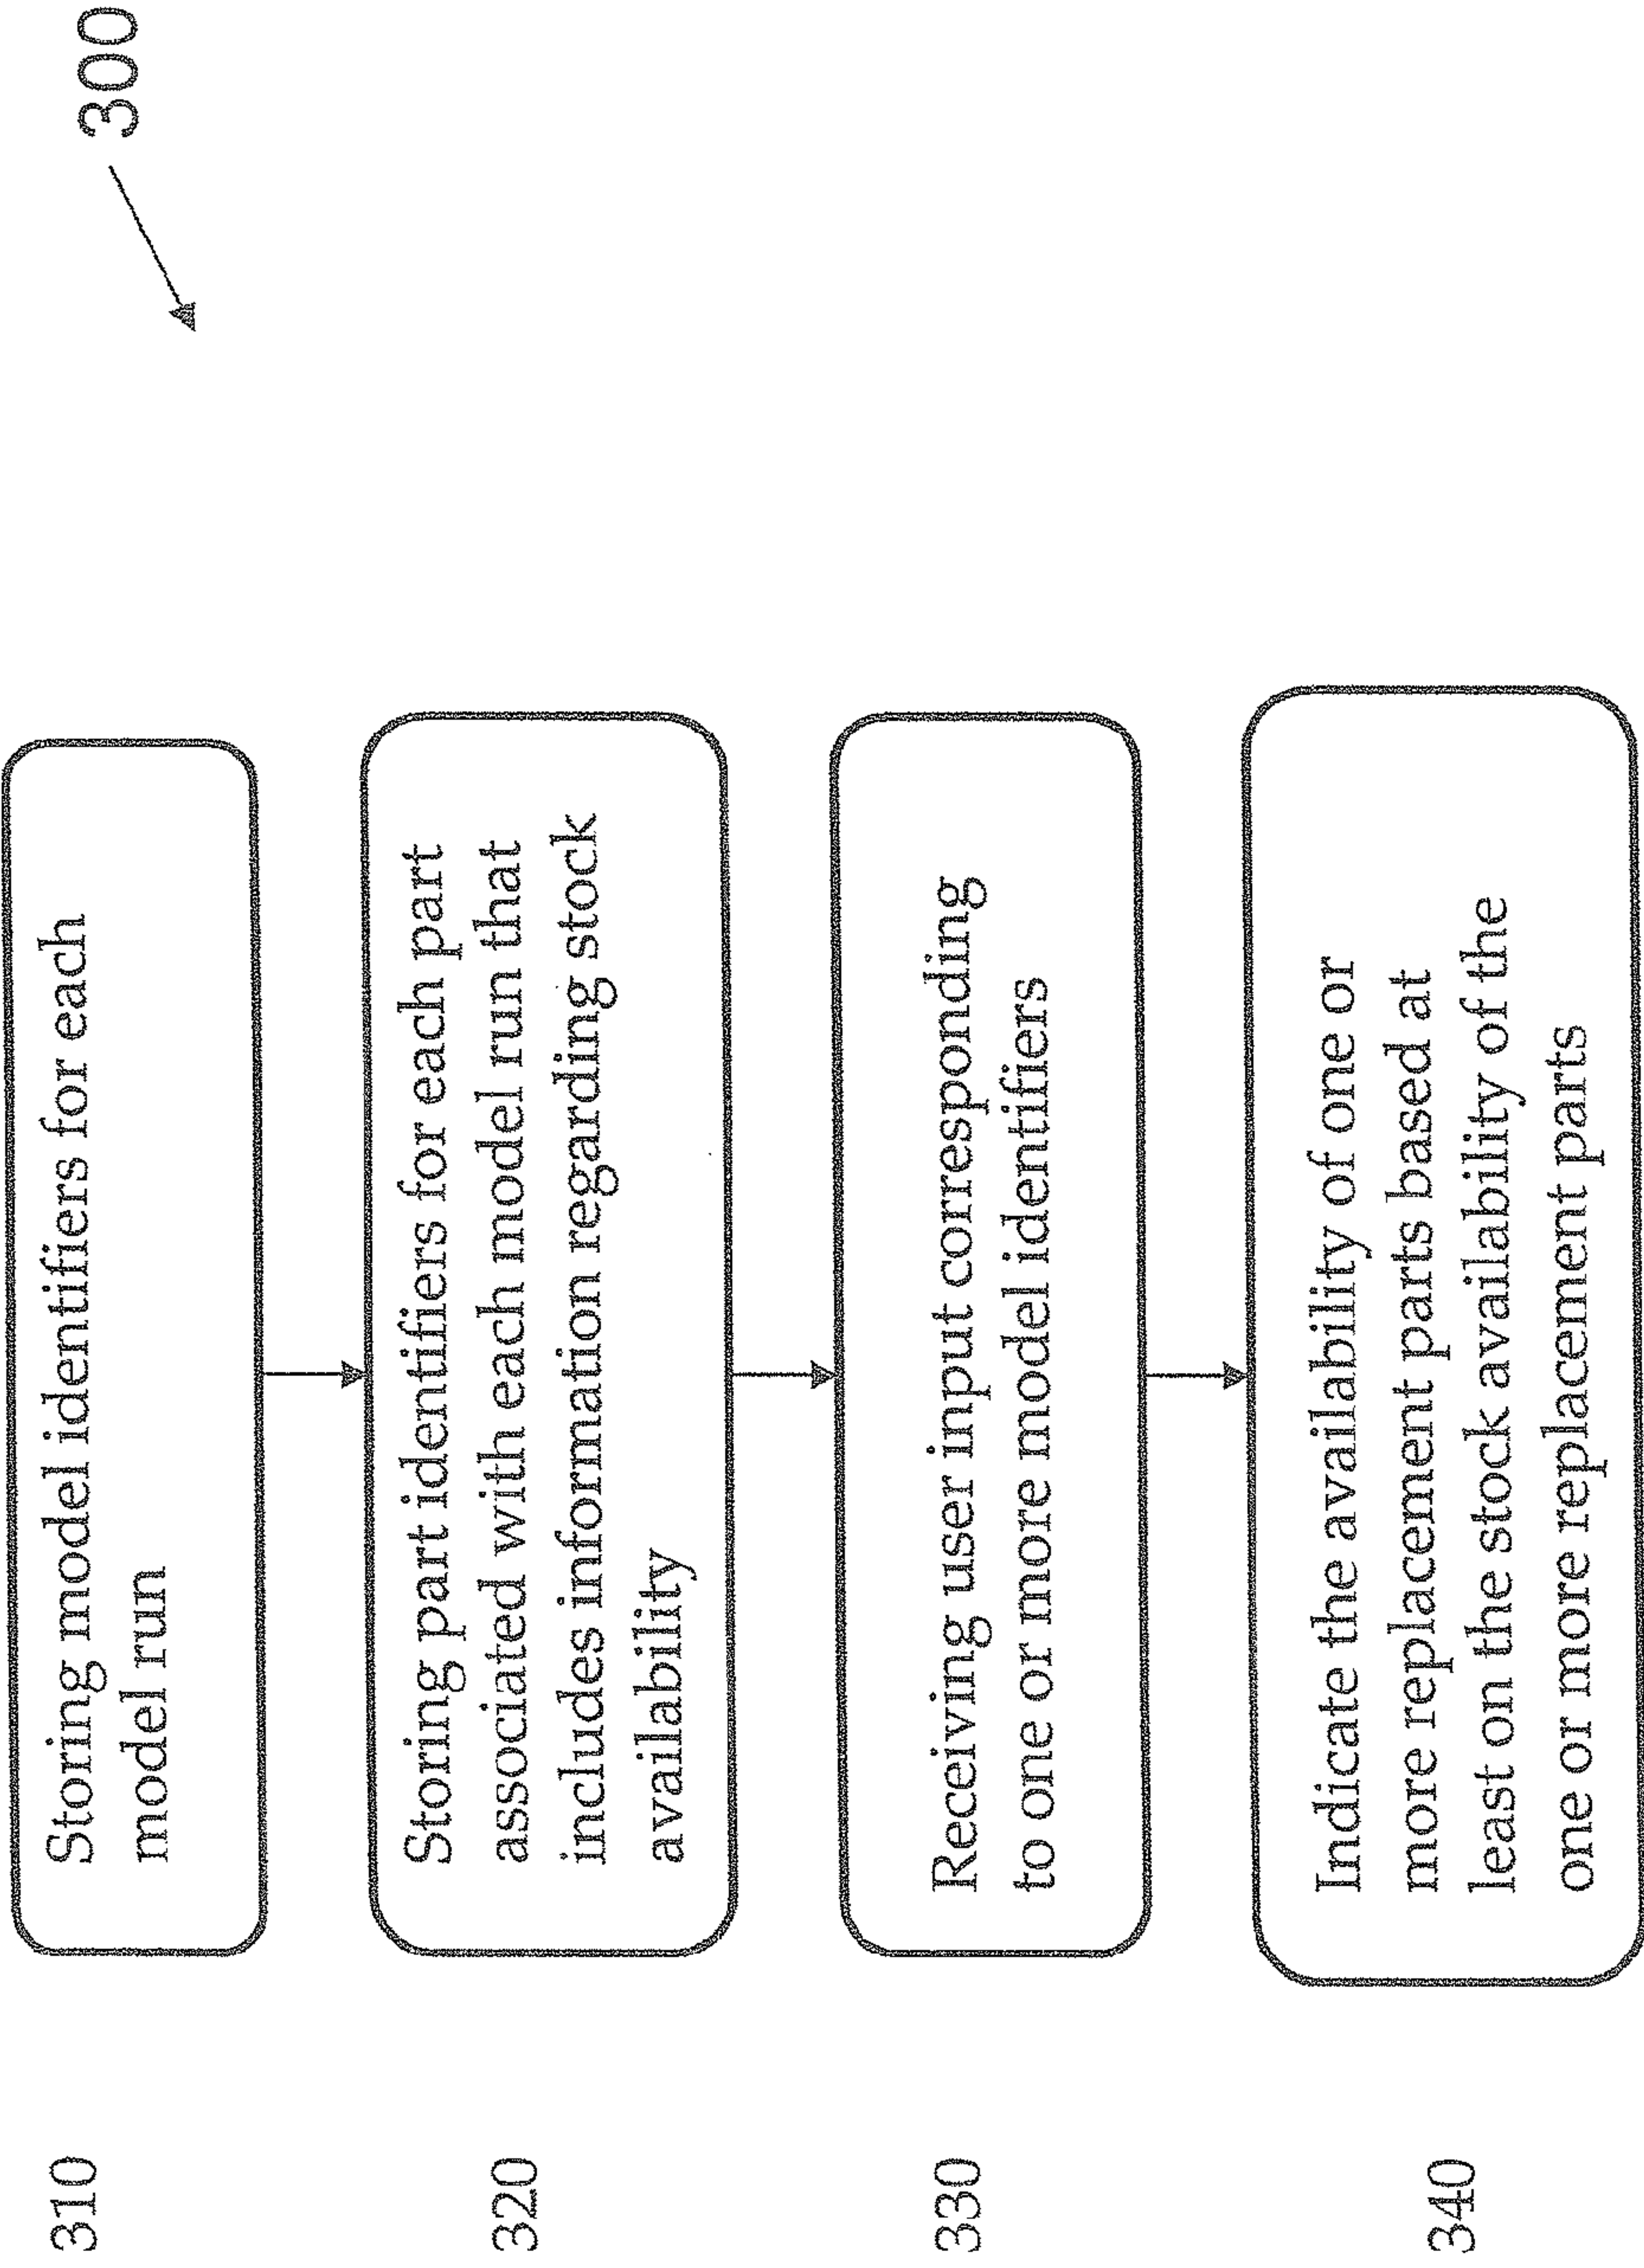 300
310
Storing model identifiers for each
model run
320
Storing part identifiers for each part
associated with each model run that
includes information regarding stock
availability
330
Receiving user input corresponding
to one or more model identifiers
340
Indicate the availability of one or
more replacement parts based at
least on the stock availability of the
one or more replacement parts